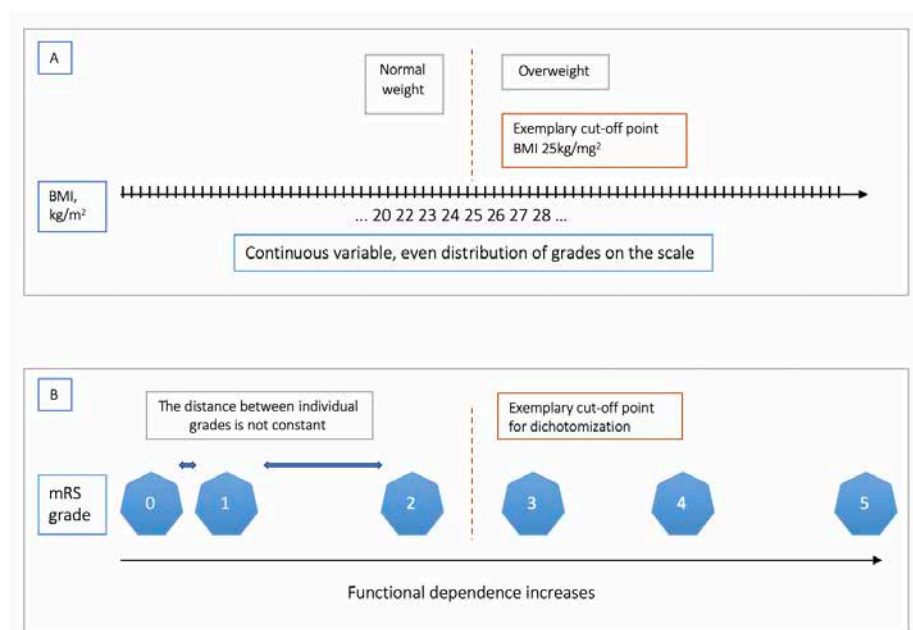 A
Normal
weight
Overweight
Exemplary cut-off point
BMI 25kg/mg²
BMI,
kg/m²
... 20 22 23 24 25 26 27 28 ...
Continuous variable, even distribution of grades on the scale
B
The distance between individual
grades is not constant
Exemplary cut-off point
for dichotomization
mRS
grade
0 1 2 3 4 5
Functional dependence increases